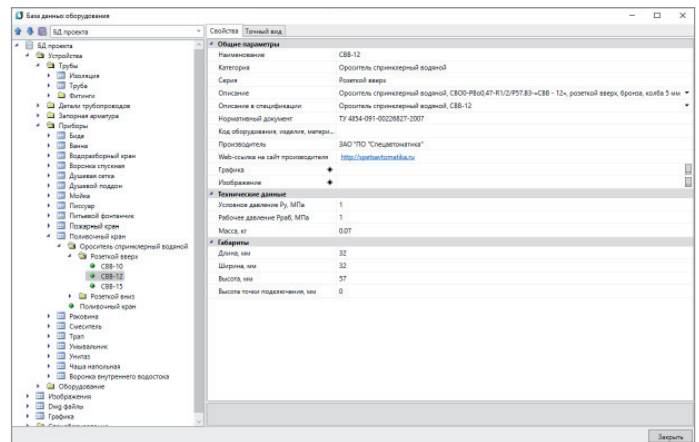 База данных оборудования
БД проекта
БД проекта
Устройства
Трубы
Изоляция
Труба
Фитинги
Детали трубопроводов
Запорная арматура
Приборы
Биде
Ванна
Водоразборный кран
Воронка спускная
Душевая сетка
Душевой поддон
Мойка
Писсуар
Питьевой фонтанчик
Пожарный кран
Поливочный кран
Ороситель спринклерный водяной
Розеткой вверх
СВВ-10
СВВ-12
СВВ-15
Розеткой вниз
Поливочный кран
Раковина
Смеситель
Трап
Умывальник
Унитаз
Чаша напольная
Воронка внутреннего водостока
Оборудование
Изображения
Dwg файлы
Графика
Свойства Точный вид
Общие параметры
Наименование СВВ-12
Категория Ороситель спринклерный водяной
Серия Розеткой вверх
Описание Ороситель спринклерный водяной, СВО0-РВо0,47-R1/2/Р57.В3-«СВВ - 12», розеткой вверх, бронза, колба 5 мм
Описание в спецификации Ороситель спринклерный водяной, СВВ-12
Нормативный документ ТУ 4854-091-00226827-2007
Код оборудования, изделия, матери...
Производитель ЗАО "ПО "Спецавтоматика"
Web-ссылка на сайт производителя http://spetsavtomatika.ru
Графика
Изображение
Технические данные
Условное давление Ру, МПа 1
Рабочее давление Рраб, МПа 1
Масса, кг 0.07
Габариты
Длина, мм 32
Ширина, мм 32
Высота, мм 57
Высота точки подключения, мм 0
Закрыть